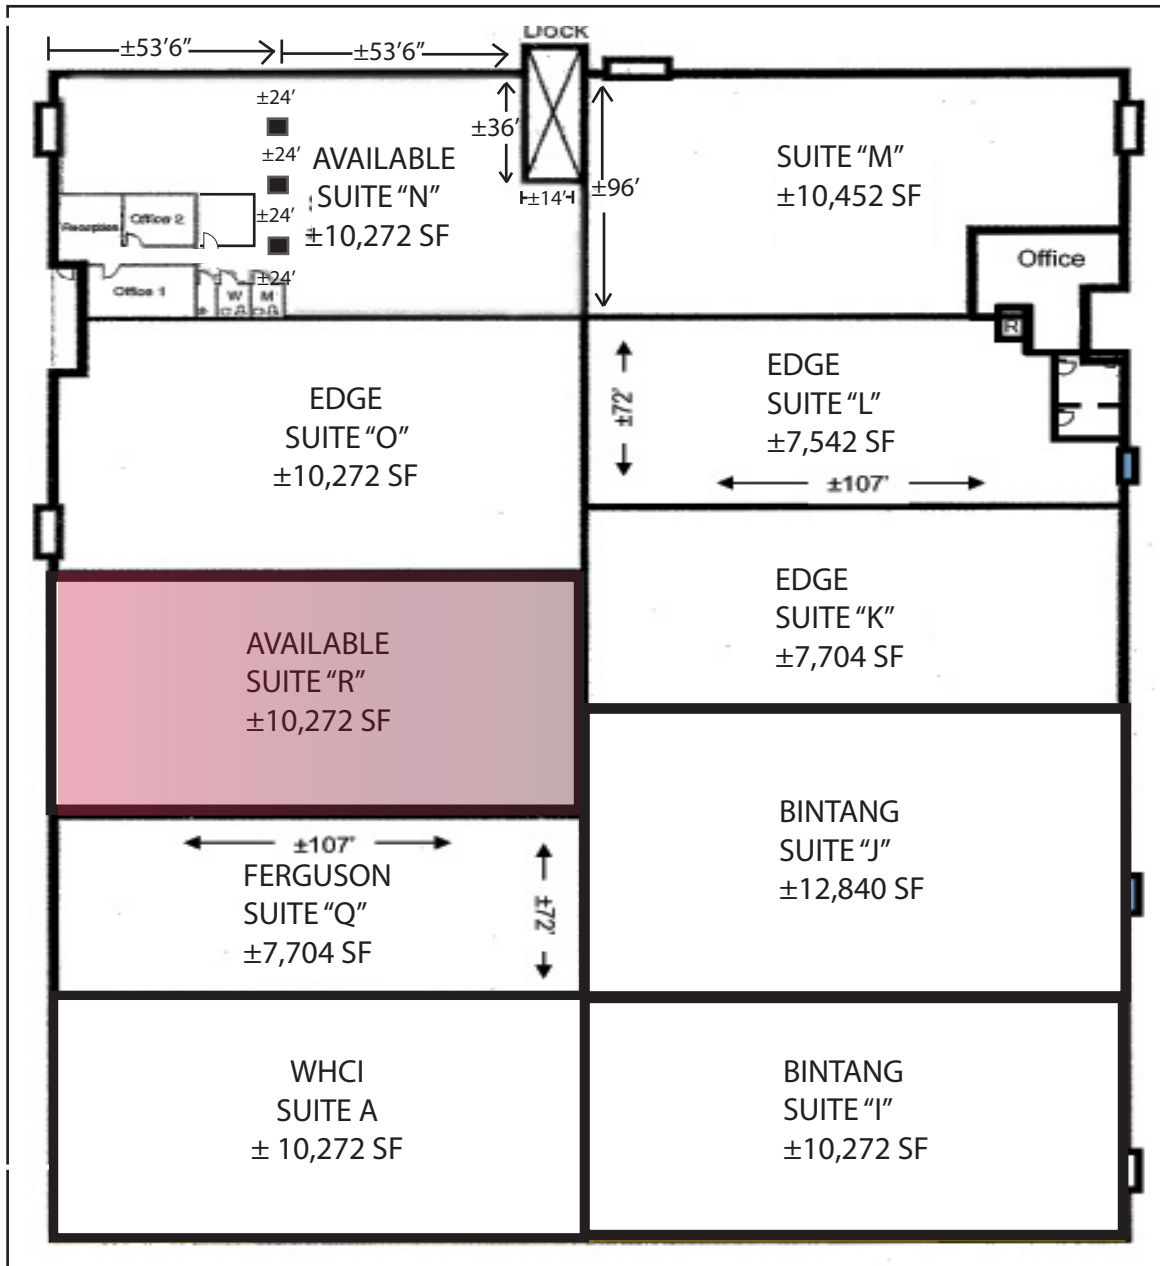 DOCK
±53'6”
±53'6”
±24'
±36'
±24'
AVAILABLE
SUITE “N”
±10,272 SF
±14'
±96'
SUITE “M”
±10,452 SF
±24'
Reception
Office 2
±24'
Office 1
W
M
Office
R
EDGE
SUITE “O”
±10,272 SF
±72'
EDGE
SUITE “L”
±7,542 SF
±107'
EDGE
SUITE “K”
±7,704 SF
AVAILABLE
SUITE “R”
±10,272 SF
±107'
FERGUSON
SUITE “Q”
±7,704 SF
±72'
BINTANG
SUITE “J”
±12,840 SF
WHCI
SUITE A
± 10,272 SF
BINTANG
SUITE “I”
±10,272 SF